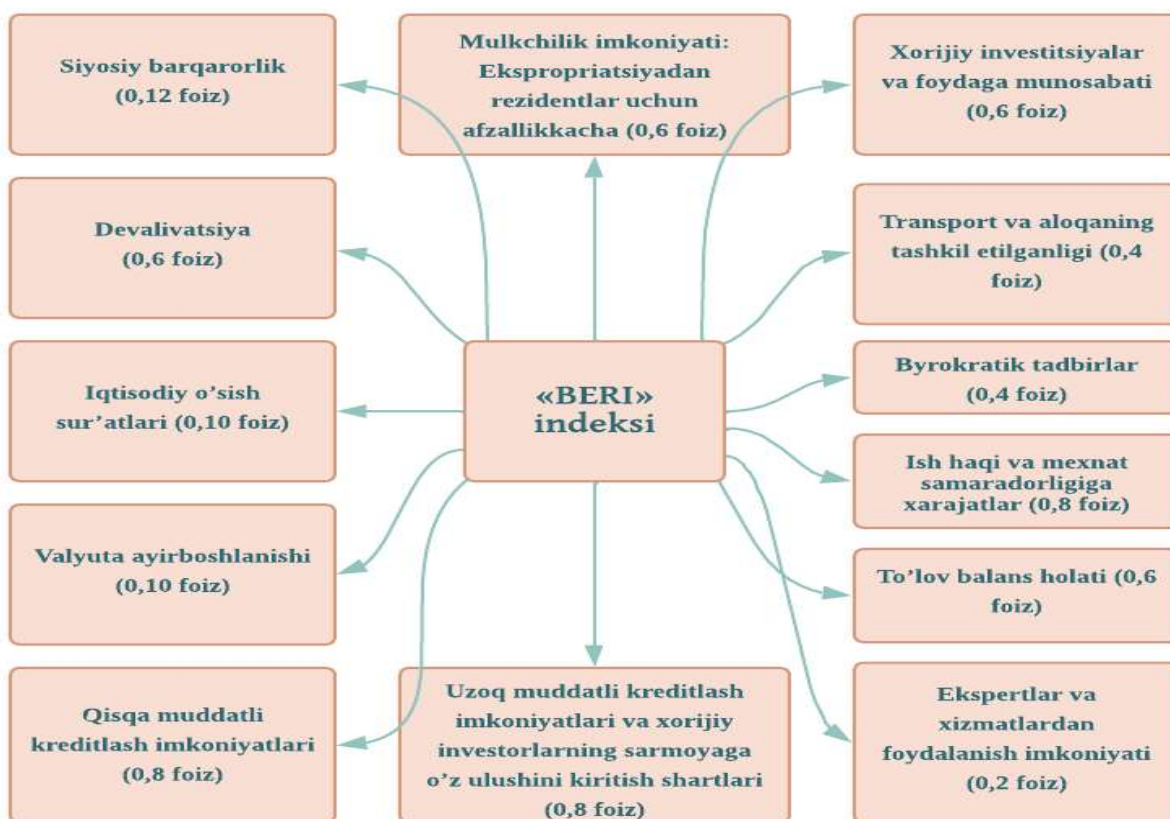 Siyosiy barqarorlik
(0,12 foiz)
Mulkchilik imkoniyati:
Ekspropriatsiyadan
rezidentlar uchun
afzallikkacha (0,6 foiz)
Xorijiy investitsiyalar
va foydaga munosabati
(0,6 foiz)
Devalivatsiya
(0,6 foiz)
Transport va aloqaning
tashkil etilganligi (0,4
foiz)
Iqtisodiy o’sish
sur’atlari (0,10 foiz)
«BERI»
indeksi
Byrokratik tadbirlar
(0,4 foiz)
Ish haqi va mexnat
samaradorligiga
xarajatlar (0,8 foiz)
Valyuta ayirboshlanishi
(0,10 foiz)
To’lov balans holati (0,6
foiz)
Qisqa muddatli
kreditlash imkoniyatlari
(0,8 foiz)
Uzoq muddatli kreditlash
imkoniyatlari va xorijiy
investorlarning sarmoyaga
o’z ulushini kiritish shartlari
(0,8 foiz)
Ekspertlar va
xizmatlardan
foydalanish imkoniyati
(0,2 foiz)